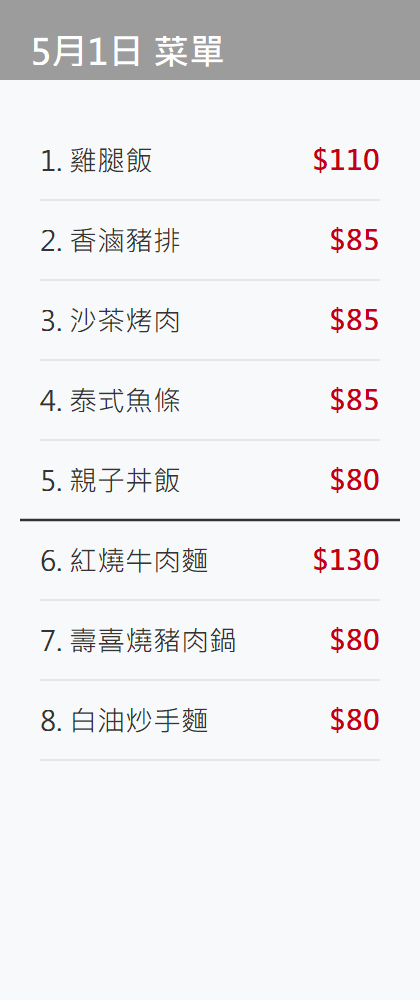 5月1日 菜單
1. 雞腿飯 $110
2. 香滷豬排 $85
3. 沙茶烤肉 $85
4. 泰式魚條 $85
5. 親子丼飯 $80
6. 紅燒牛肉麵 $130
7. 壽喜燒豬肉鍋 $80
8. 白油炒手麵 $80